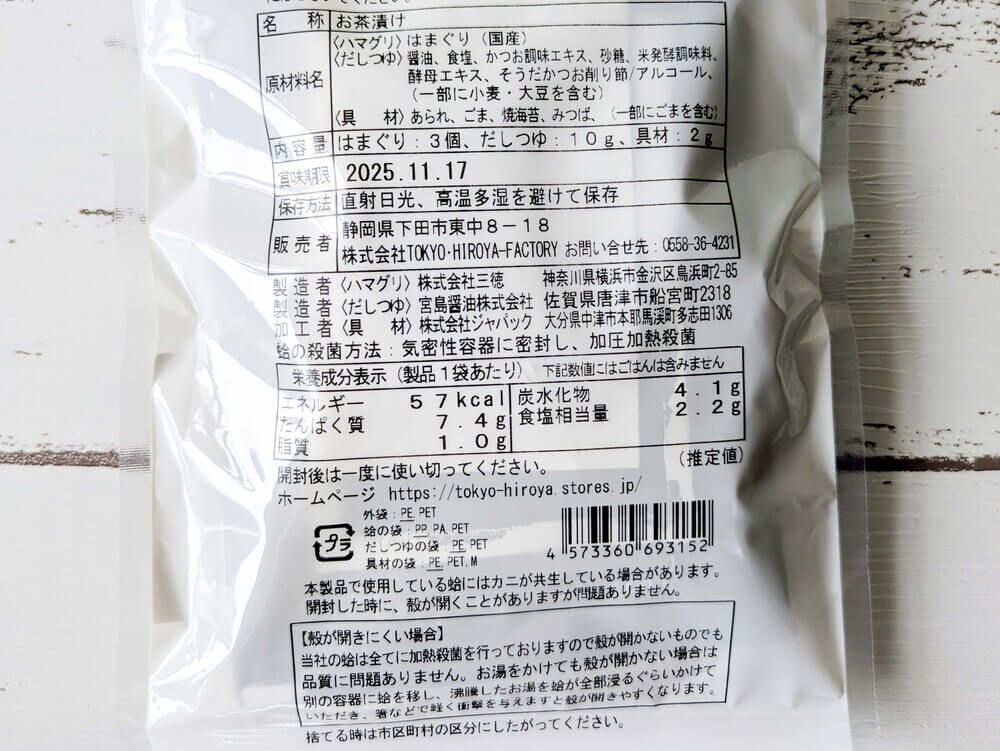 名　称 お茶漬け
原材料名
〈ハマグリ〉はまぐり（国産）
〈だしつゆ〉醤油、食塩、かつお調味エキス、砂糖、米発酵調味料、
酵母エキス、そうだかつお削り節/アルコール、
（一部に小麦・大豆を含む）
〈具　材〉あられ、ごま、焼海苔、みつば、（一部にごまを含む）
内容量 はまぐり：3個、だしつゆ：10g、具材：2g
賞味期限 2025.11.17
保存方法 直射日光、高温多湿を避けて保存
販売者
静岡県下田市東中8－18
株式会社TOKYO・HIROYA-FACTORY お問い合せ先：0558-36-4231
製造者〈ハマグリ〉株式会社三徳　神奈川県横浜市金沢区鳥浜町2-85
製造者〈だしつゆ〉宮島醤油株式会社　佐賀県唐津市船宮町2318
加工者〈具　材〉株式会社ジャパック　大分県中津市本耶馬渓町多志田1306
蛤の殺菌方法：気密性容器に密封し、加圧加熱殺菌
栄養成分表示（製品1袋あたり）　下記数値にはごはんは含みません
エネルギー　57kcal　炭水化物　4.1g
たんぱく質　7.4g　食塩相当量　2.2g
脂質　1.0g
（推定値）
開封後は一度に使い切ってください。
ホームページ https://tokyo-hiroya.stores.jp/
プラ
外袋：PE,PET
蛤の袋：PP,PA,PET
だしつゆの袋：PE,PET
具材の袋：PE,PET,M
4 573360 693152
本製品で使用している蛤にはカニが共生している場合があります。
開封した時に、殻が開くことがありますが問題ありません。
【殻が開きにくい場合】
当社の蛤は全てに加熱殺菌を行っておりますので殻が開かないものでも
品質に問題ありません。お湯をかけても殻が開かない場合は
別の容器に蛤を移し、沸騰したお湯を蛤が全部浸るぐらいかけて
いただき、箸などで軽く衝撃を与えますと殻が開きやすくなります。
捨てる時は市区町村の区分にしたがってください。